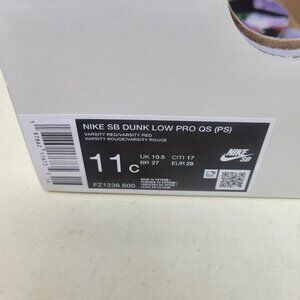 NIKE SB DUNK LOW PRO QS (PS)
VARSITY RED/VARSITY RED
VARSITY ROUGE/VARSITY ROUGE
11C
UK 10.5 cm 17
BR 27 EUR 28
NIKE
SB
FZ1236 600